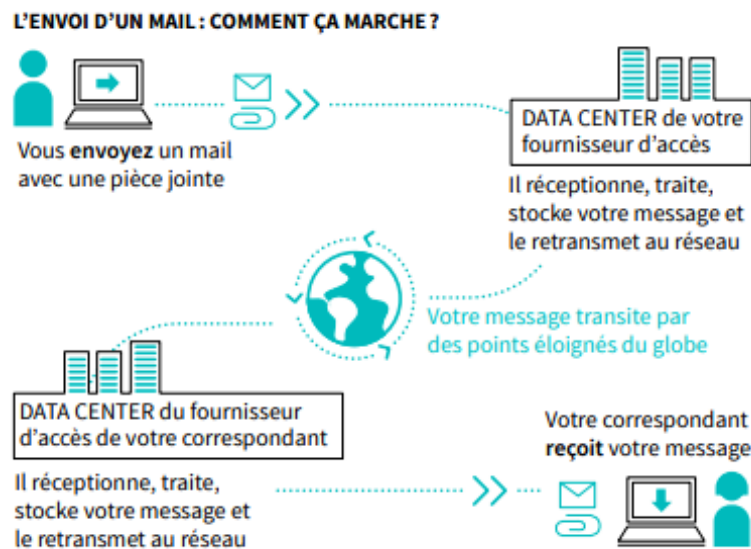 L'ENVOI D'UN MAIL : COMMENT ÇA MARCHE ?
Vous envoyez un mail
avec une pièce jointe
DATA CENTER de votre
fournisseur d'accès
Il réceptionne, traite,
stocke votre message et
le retransmet au réseau
Votre message transite par
des points éloignés du globe
DATA CENTER du fournisseur
d'accès de votre correspondant
Il réceptionne, traite,
stocke votre message et
le retransmet au réseau
Votre correspondant
reçoit votre message